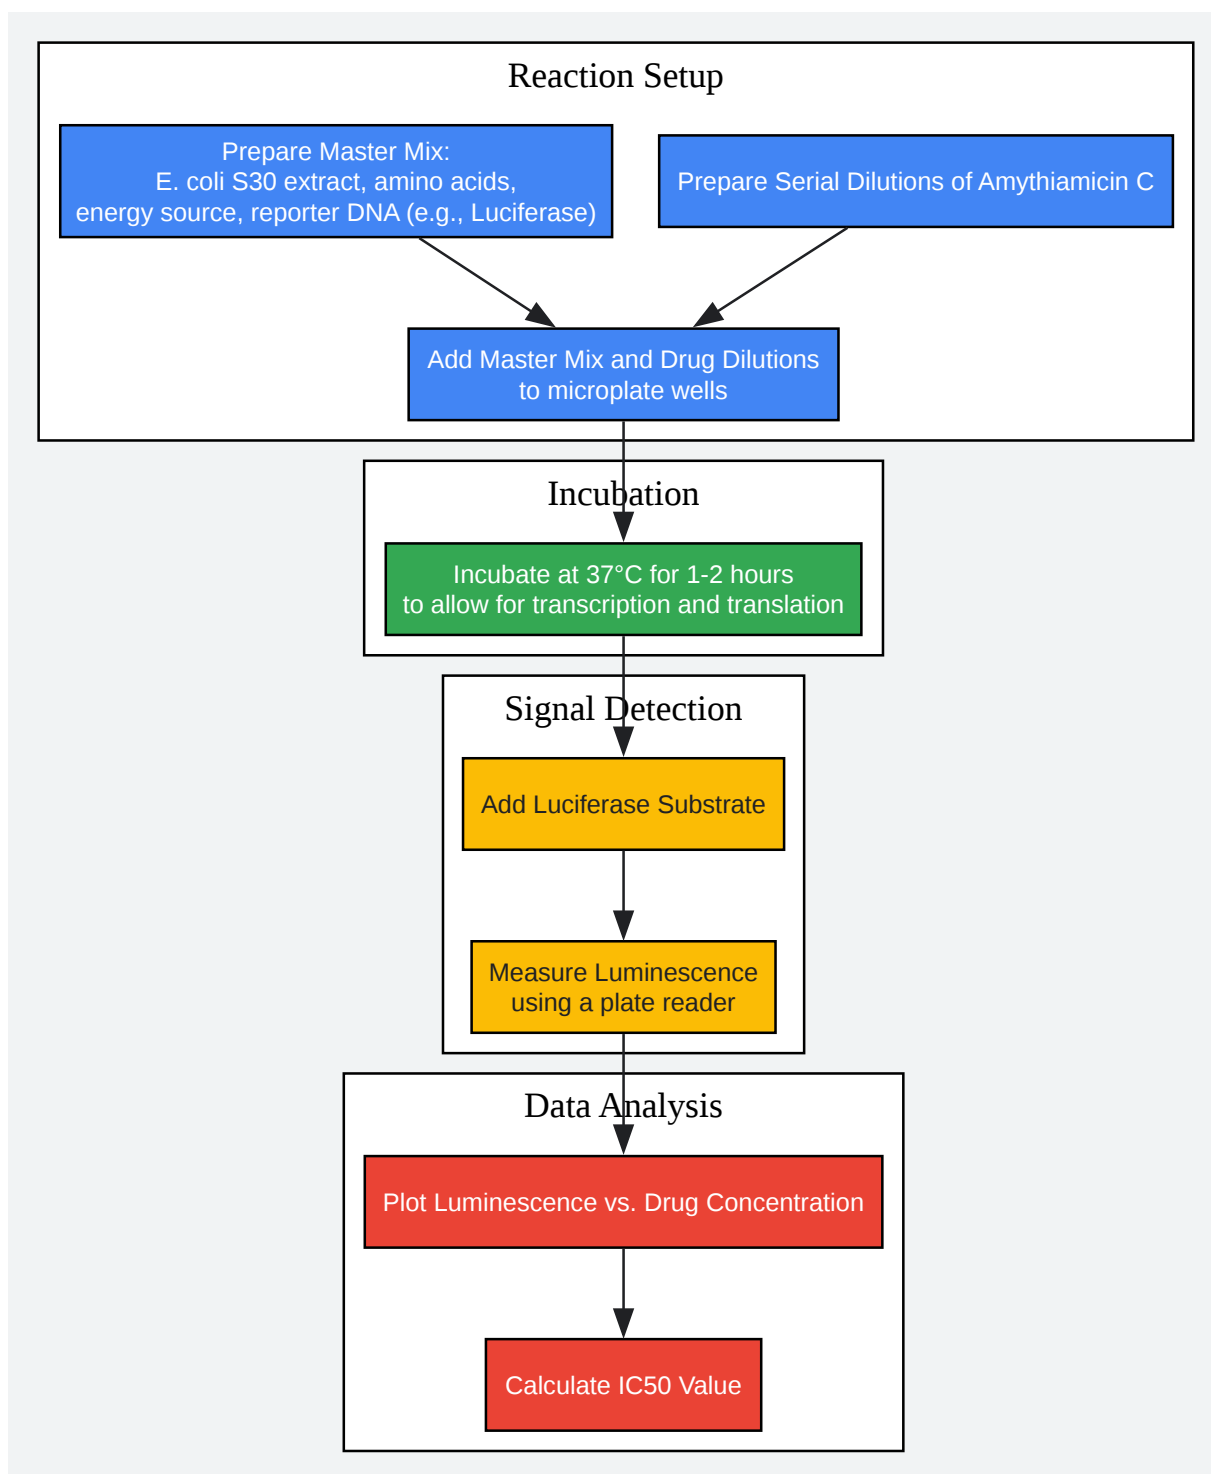 Reaction Setup
Prepare Master Mix:
E. coli S30 extract, amino acids,
energy source, reporter DNA (e.g., Luciferase)
Prepare Serial Dilutions of Amythiamicin C
Add Master Mix and Drug Dilutions
to microplate wells
Incubation
Incubate at 37°C for 1-2 hours
to allow for transcription and translation
Signal Detection
Add Luciferase Substrate
Measure Luminescence
using a plate reader
Data Analysis
Plot Luminescence vs. Drug Concentration
Calculate IC50 Value